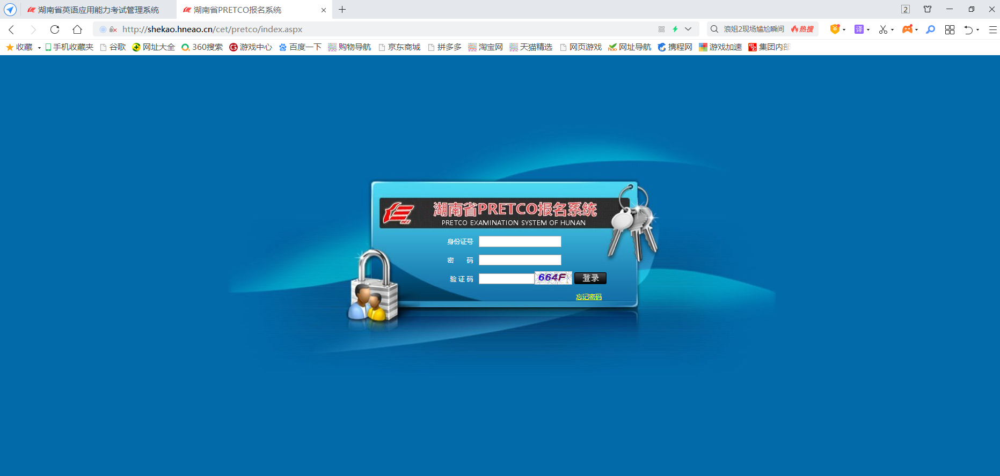 湖南省英语应用能力考试管理系统
湖南省PRETCO报名系统
2
http://shekao.hneao.cn/cet/pretco/index.aspx
浪姐2现场尴尬瞬间
热搜
译
收藏
手机收藏夹
谷歌
网址大全
360搜索
游戏中心
百度一下
购物导航
京东商城
拼多多
淘宝网
天猫精选
网页游戏
网址导航
携程网
游戏加速
集团内部
湖南省PRETCO报名系统
PRETCO EXAMINATION SYSTEM OF HUNAN
身份证号
密 码
验 证 码
664F
登录
忘记密码